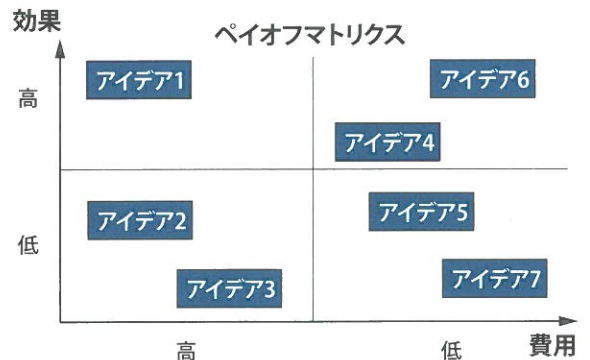 効果
ペイオフマトリクス
高
アイデア1
アイデア6
アイデア4
低
アイデア2
アイデア5
アイデア3
アイデア7
高
低
費用